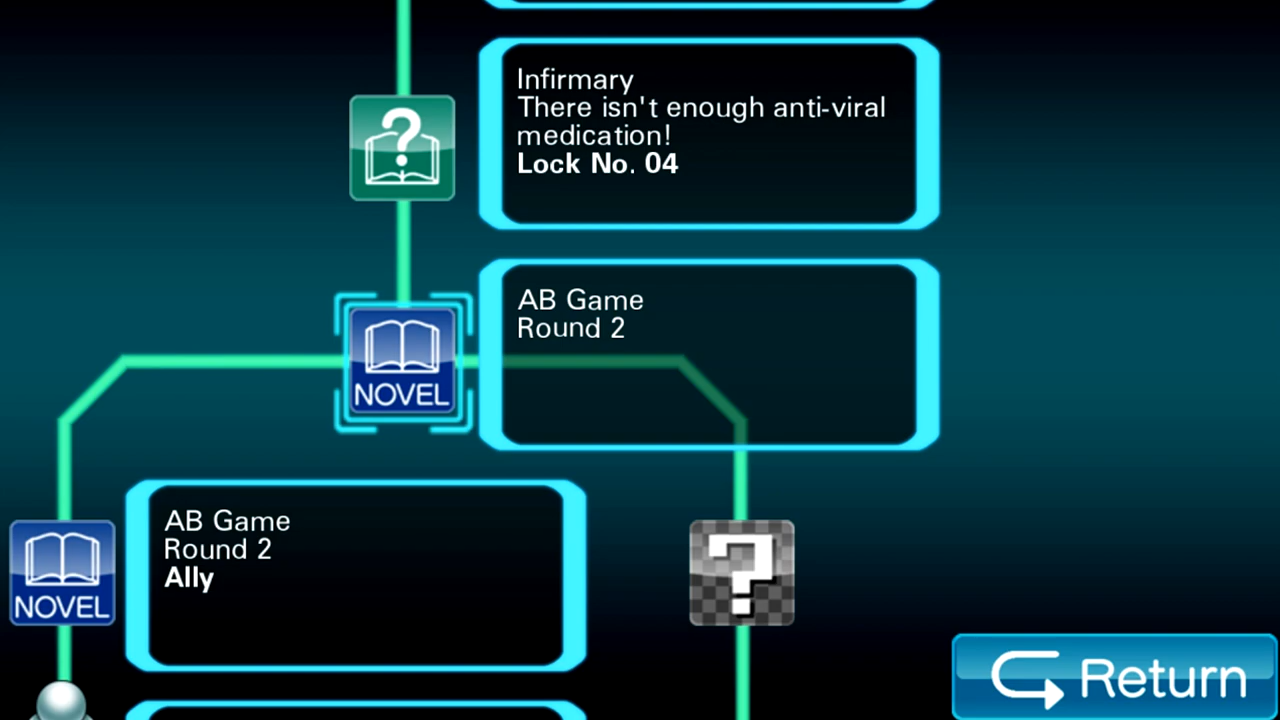 Infirmary
There isn't enough anti-viral
medication!
Lock No. 04
?
AB Game
Round 2
NOVEL
AB Game
Round 2
Ally
NOVEL
?
Return